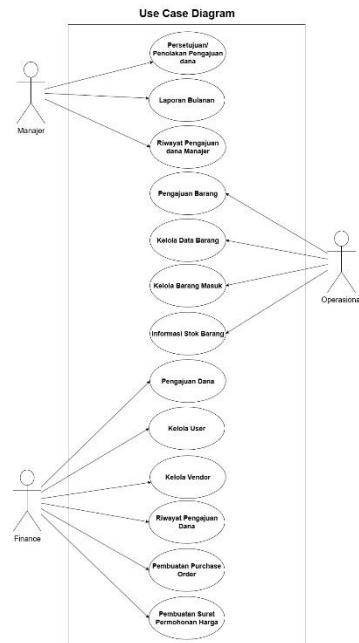 Use Case Diagram
Persetujuan/
Penolakan Pengajuan
dana
Manajer
Laporan Bulanan
Riwayat Pengajuan
dana Manajer
Pengajuan Barang
Kelola Data Barang
Kelola Barang Masuk
Operasional
Informasi Stok Barang
Pengajuan Dana
Kelola User
Kelola Vendor
Finance
Riwayat Pengajuan
Dana
Pembuatan Purchase
Order
Pembuatan Surat
Permohonan Harga